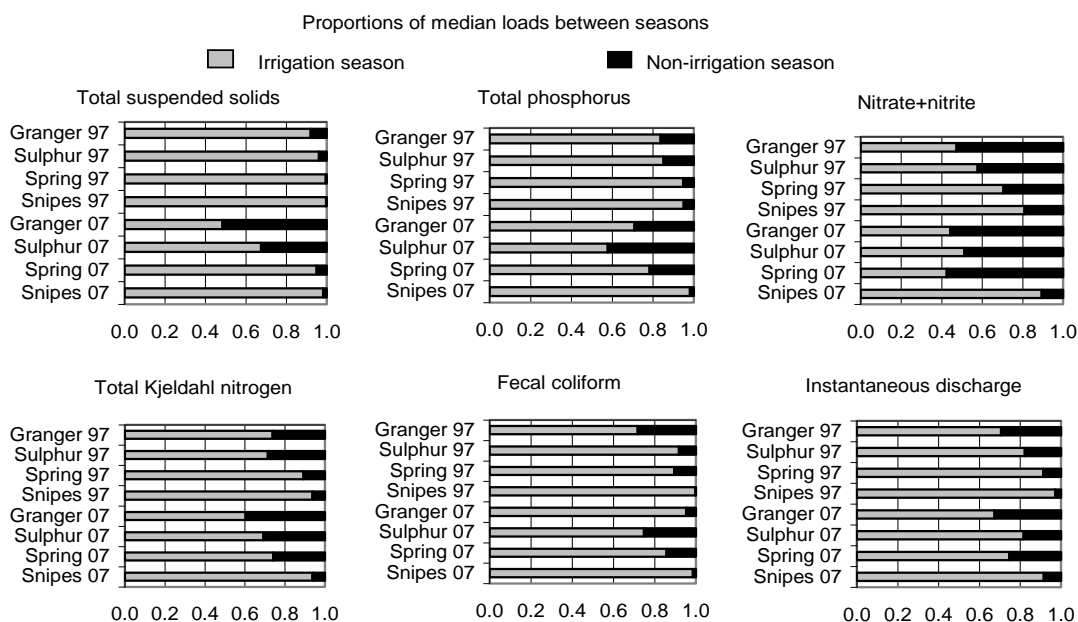 Proportions of median loads between seasons
Irrigation season
Non-irrigation season
Total suspended solids
Granger 97
Sulphur 97
Spring 97
Snipes 97
Granger 07
Sulphur 07
Spring 07
Snipes 07
0.0 0.2 0.4 0.6 0.8 1.0
Total phosphorus
Granger 97
Sulphur 97
Spring 97
Snipes 97
Granger 07
Sulphur 07
Spring 07
Snipes 07
0.0 0.2 0.4 0.6 0.8 1.0
Nitrate+nitrite
Granger 97
Sulphur 97
Spring 97
Snipes 97
Granger 07
Sulphur 07
Spring 07
Snipes 07
0.0 0.2 0.4 0.6 0.8 1.0
Total Kjeldahl nitrogen
Granger 97
Sulphur 97
Spring 97
Snipes 97
Granger 07
Sulphur 07
Spring 07
Snipes 07
0.0 0.2 0.4 0.6 0.8 1.0
Fecal coliform
Granger 97
Sulphur 97
Spring 97
Snipes 97
Granger 07
Sulphur 07
Spring 07
Snipes 07
0.0 0.2 0.4 0.6 0.8 1.0
Instantaneous discharge
Granger 97
Sulphur 97
Spring 97
Snipes 97
Granger 07
Sulphur 07
Spring 07
Snipes 07
0.0 0.2 0.4 0.6 0.8 1.0